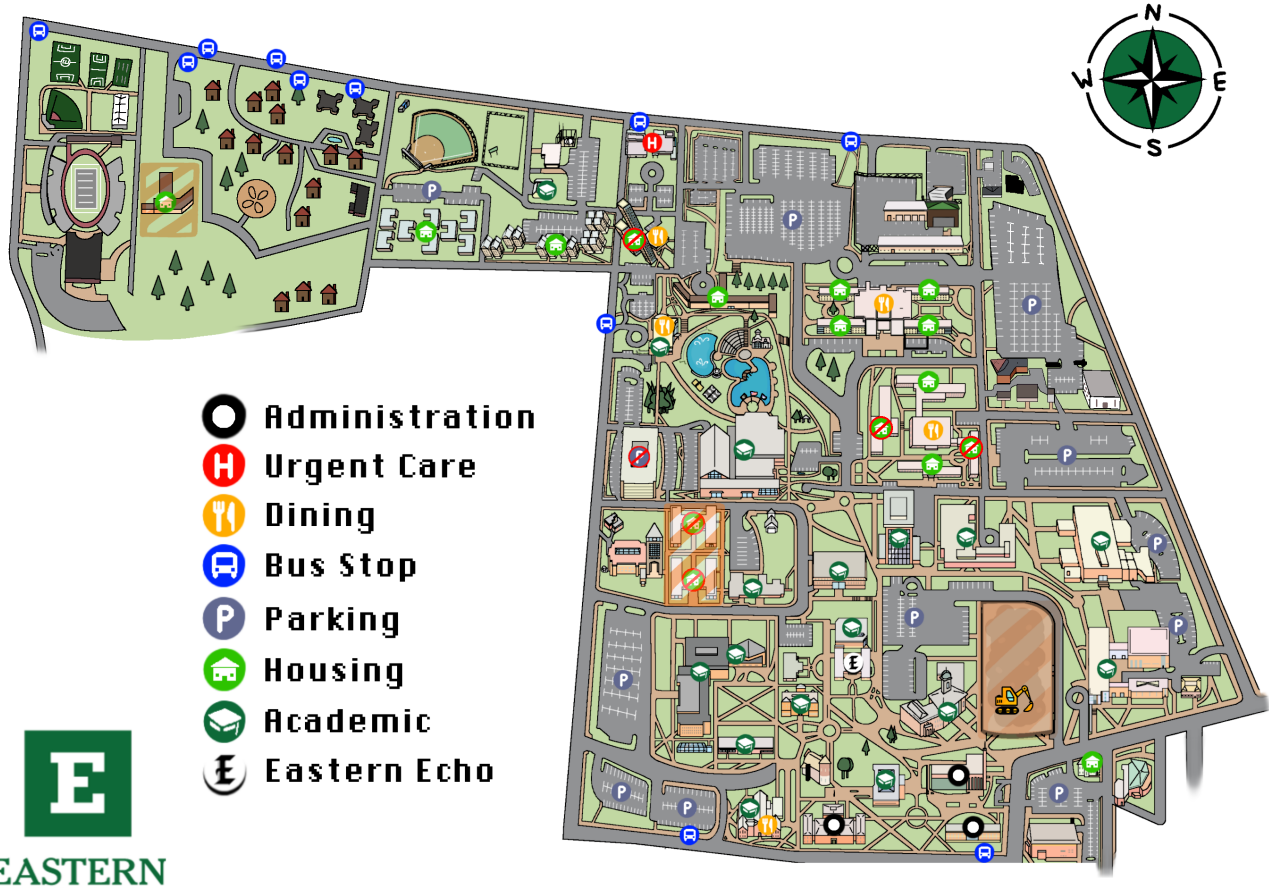 N
W E
S
Administration
H Urgent Care
Dining
Bus Stop
P Parking
Housing
Academic
E Eastern Echo
E
EASTERN
H
P
P
P
P
P
P
P
E
P
P
P
P
P